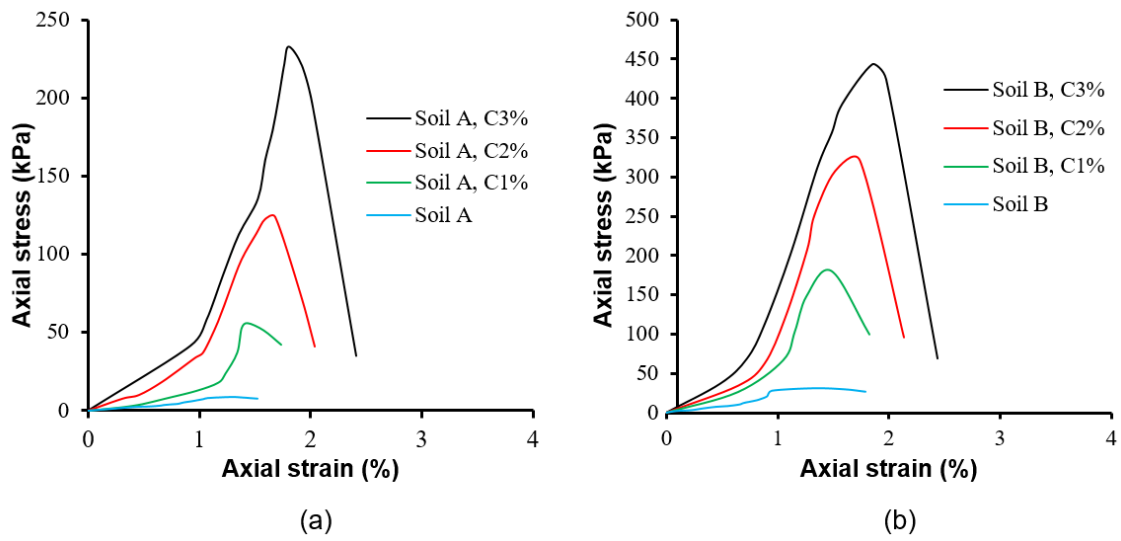 250
200
150
100
50
0
Axial stress (kPa)
Soil A, C3%
Soil A, C2%
Soil A, C1%
Soil A
0 1 2 3 4
Axial strain (%)
(a)
500
450
400
350
300
250
200
150
100
50
0
Axial stress (kPa)
Soil B, C3%
Soil B, C2%
Soil B, C1%
Soil B
0 1 2 3 4
Axial strain (%)
(b)